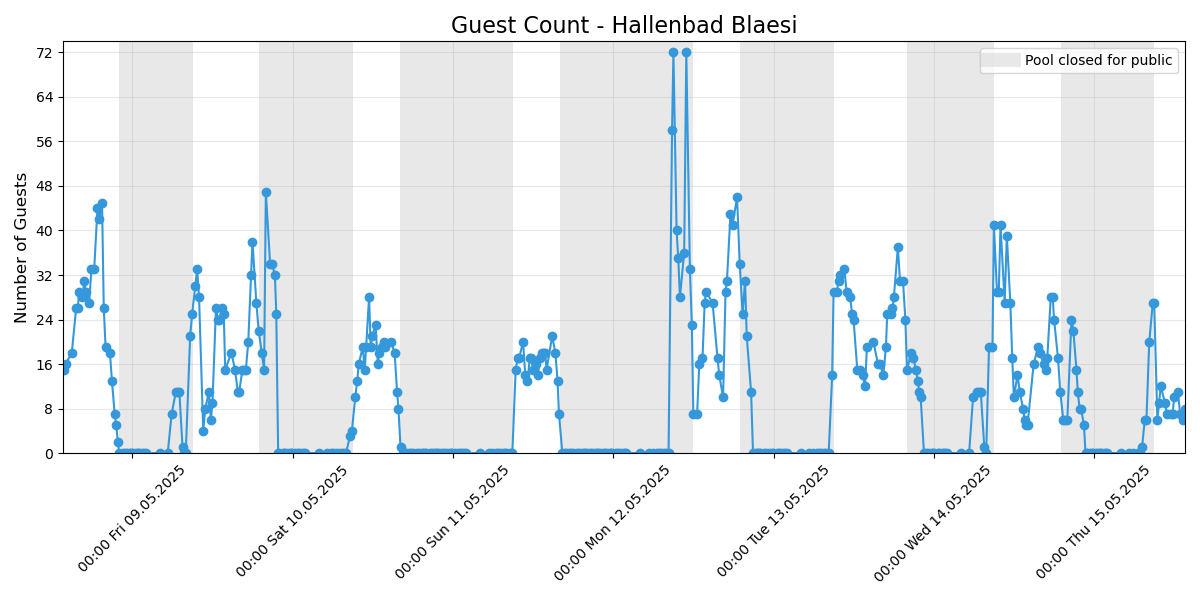 Guest Count - Hallenbad Blaesi
Pool closed for public
Number of Guests
72
64
56
48
40
32
24
16
8
0
00:00 Fri 09.05.2025
00:00 Sat 10.05.2025
00:00 Sun 11.05.2025
00:00 Mon 12.05.2025
00:00 Tue 13.05.2025
00:00 Wed 14.05.2025
00:00 Thu 15.05.2025